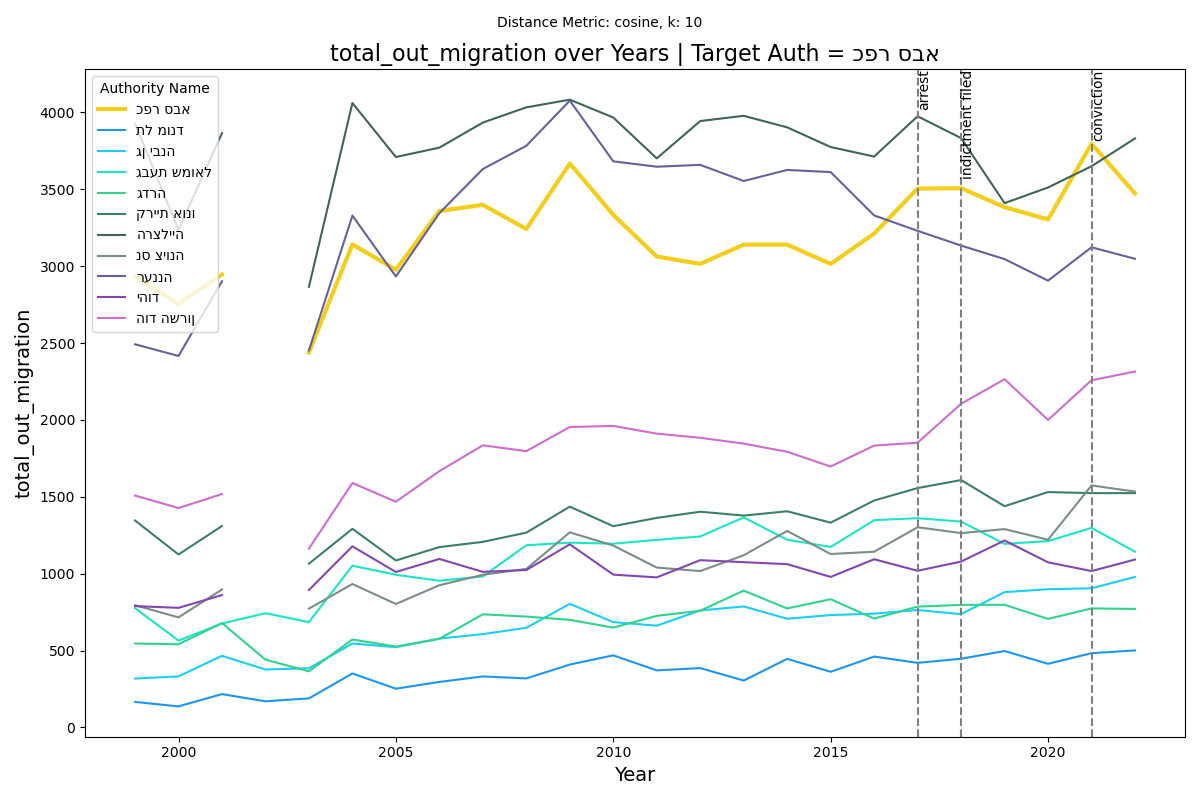 Distance Metric: cosine, k: 10
total_out_migration over Years | Target Auth = כפר סבא
Authority Name
כפר סבא
תל מונד
גן יבנה
גבעת שמואל
גדרה
קריית אונו
הרצלייה
נס ציונה
רעננה
יהוד
הוד השרון
arrest
indictment filed
conviction
total_out_migration
4000
3500
3000
2500
2000
1500
1000
500
0
2000
2005
2010
2015
2020
Year